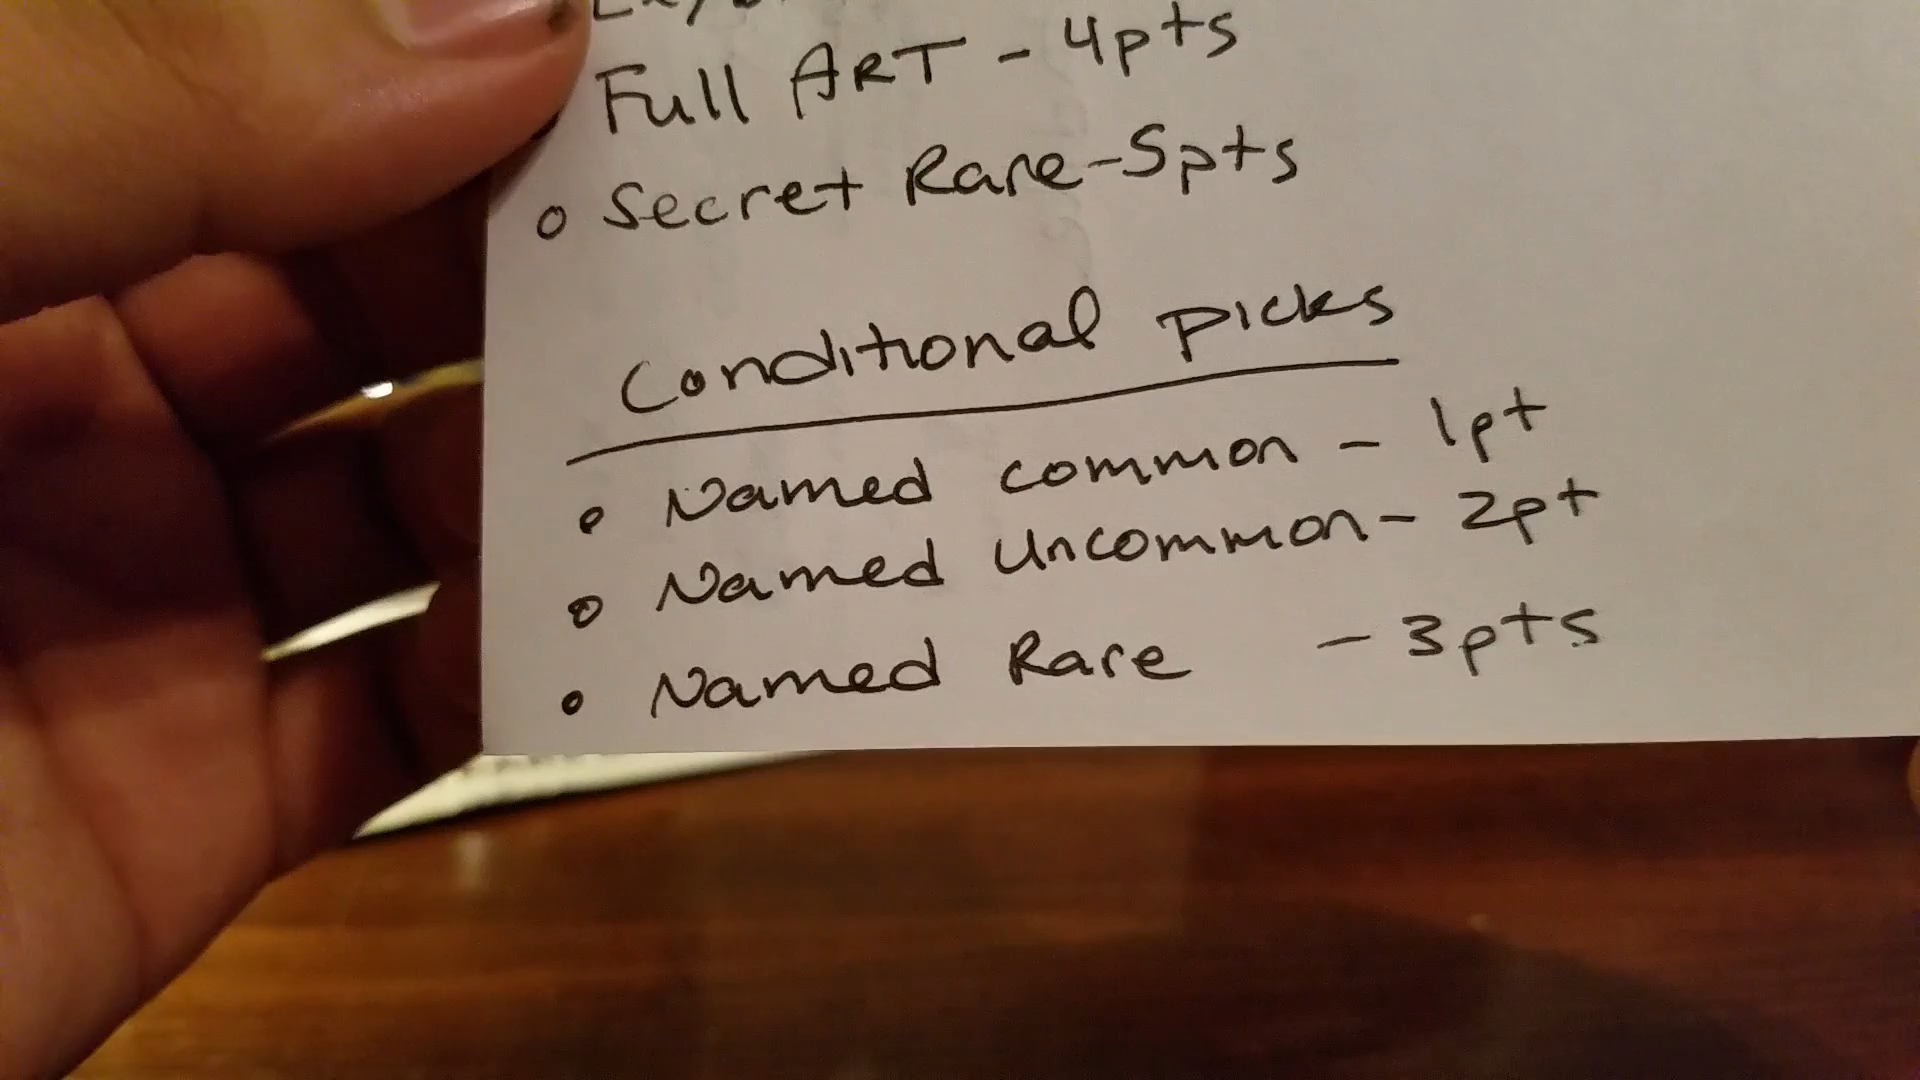 Full ART - 4pts
o Secret Rare-5pts
Conditional picks
• Named common - 1pt
• Named Uncommon - 2pt
• Named Rare - 3pts